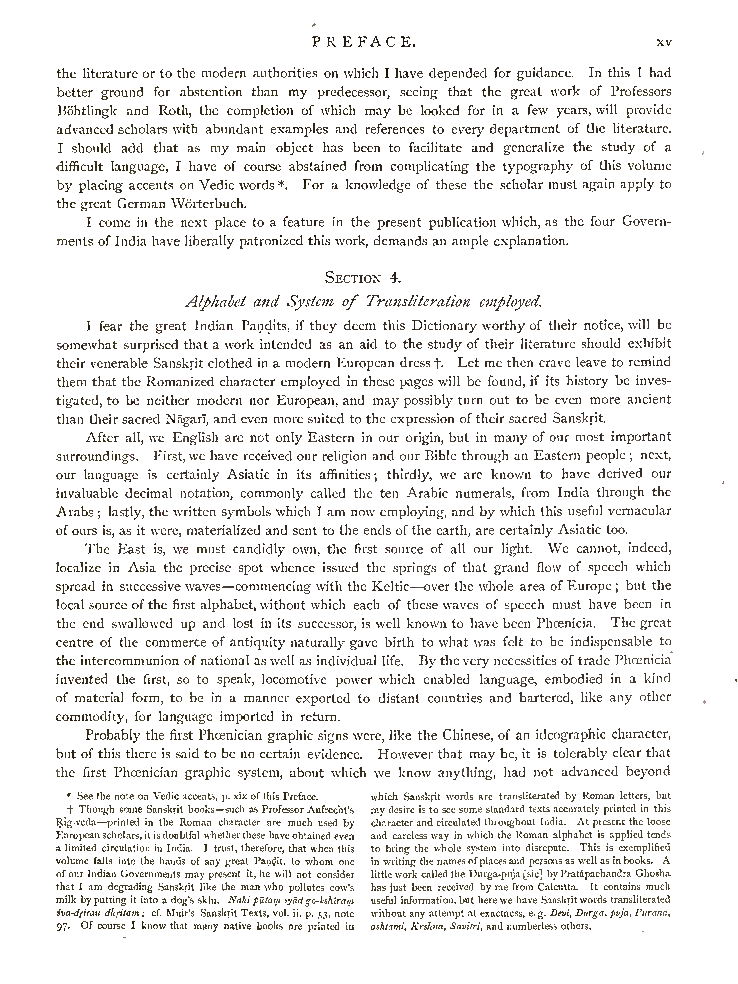 PREFACE. xv
the literature or to the modern authorities on which I have depended for guidance. In this I had
better ground for abstention than my predecessor, seeing that the great work of Professors
Böhtlingk and Roth, the completion of which may be looked for in a few years, will provide
advanced scholars with abundant examples and references to every department of the literature.
I should add that as my main object has been to facilitate and generalize the study of a
difficult language, I have of course abstained from complicating the typography of this volume
by placing accents on Vedic words*. For a knowledge of these the scholar must again apply to
the great German Wörterbuch.
I come in the next place to a feature in the present publication which, as the four Govern-
ments of India have liberally patronized this work, demands an ample explanation.
SECTION 4.
Alphabet and System of Transliteration employed.
I fear the great Indian Paṇḍits, if they deem this Dictionary worthy of their notice, will be
somewhat surprised that a work intended as an aid to the study of their literature should exhibit
their venerable Sanskṛit clothed in a modern European dress†. Let me then crave leave to remind
them that the Romanized character employed in these pages will be found, if its history be inves-
tigated, to be neither modern nor European, and may possibly turn out to be even more ancient
than their sacred Nāgarī, and even more suited to the expression of their sacred Sanskṛit.
After all, we English are not only Eastern in our origin, but in many of our most important
surroundings. First, we have received our religion and our Bible through an Eastern people; next,
our language is certainly Asiatic in its affinities; thirdly, we are known to have derived our
invaluable decimal notation, commonly called the ten Arabic numerals, from India through the
Arabs; lastly, the written symbols which I am now employing, and by which this useful vernacular
of ours is, as it were, materialized and sent to the ends of the earth, are certainly Asiatic too.
The East is, we must candidly own, the first source of all our light. We cannot, indeed,
localize in Asia the precise spot whence issued the springs of that grand flow of speech which
spread in successive waves—commencing with the Keltic—over the whole area of Europe; but the
local source of the first alphabet, without which each of these waves of speech must have been in
the end swallowed up and lost in its successor, is well known to have been Phœnicia. The great
centre of the commerce of antiquity naturally gave birth to what was felt to be indispensable to
the intercommunion of national as well as individual life. By the very necessities of trade Phœnicia
invented the first, so to speak, locomotive power which enabled language, embodied in a kind
of material form, to be in a manner exported to distant countries and bartered, like any other
commodity, for language imported in return.
Probably the first Phœnician graphic signs were, like the Chinese, of an ideographic character,
but of this there is said to be no certain evidence. However that may be, it is tolerably clear that
the first Phœnician graphic system, about which we know anything, had not advanced beyond
* See the note on Vedic accents, p. xix of this Preface.
† Though some Sanskṛit books—such as Professor Aufrecht's
Ṛig-veda—printed in the Roman character are much used by
European scholars, it is doubtful whether these have obtained even
a limited circulation in India. I trust, therefore, that when this
volume falls into the hands of any great Paṇḍit, to whom one
of our Indian Governments may present it, he will not consider
that I am degrading Sanskṛit like the man who pollutes cow's
milk by putting it into a dog's skin. Nahi pūtaṃ syād go-kshīraṃ
śva-dṛitau dhṛitam; cf. Muir's Sanskṛit Texts, vol. ii. p. 53, note
97. Of course I know that many native books are printed in
which Sanskṛit words are transliterated by Roman letters, but
my desire is to see some standard texts accurately printed in this
character and circulated throughout India. At present the loose
and careless way in which the Roman alphabet is applied tends
to bring the whole system into disrepute. This is exemplified
in writing the names of places and persons as well as in books. A
little work called the Durga-puja [sic] by Pratápachandra Ghosha
has just been received by me from Calcutta. It contains much
useful information, but here we have Sanskṛit words transliterated
without any attempt at exactness, e. g. Devi, Durga, puja, Purana,
ashtami, Krshna, Savitri, and numberless others.